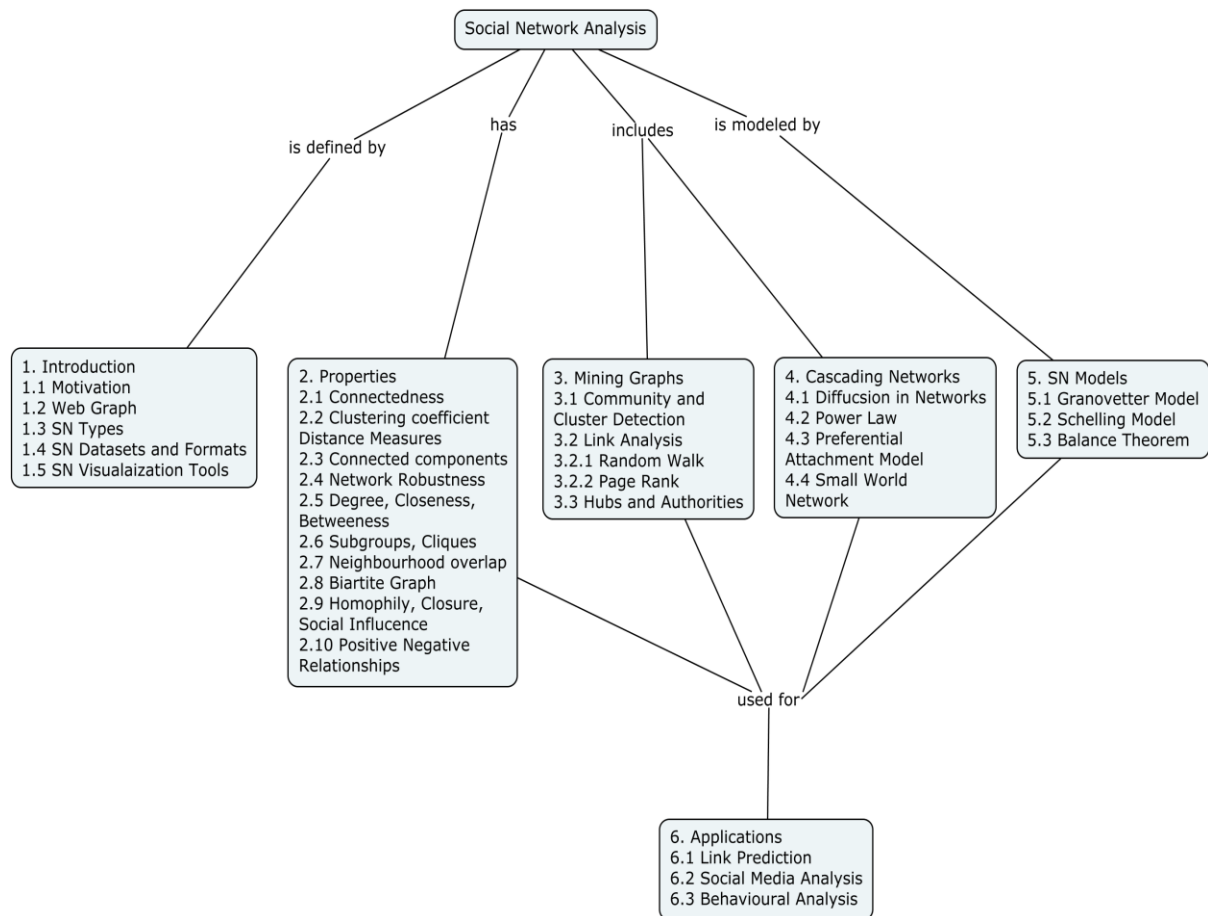 Social Network Analysis
is defined by
has
includes
is modeled by
1. Introduction
1.1 Motivation
1.2 Web Graph
1.3 SN Types
1.4 SN Datasets and Formats
1.5 SN Visualaization Tools
2. Properties
2.1 Connectedness
2.2 Clustering coefficient
Distance Measures
2.3 Connected components
2.4 Network Robustness
2.5 Degree, Closeness,
Betweeness
2.6 Subgroups, Cliques
2.7 Neighbourhood overlap
2.8 Biartite Graph
2.9 Homophily, Closure,
Social Influcence
2.10 Positive Negative
Relationships
3. Mining Graphs
3.1 Community and
Cluster Detection
3.2 Link Analysis
3.2.1 Random Walk
3.2.2 Page Rank
3.3 Hubs and Authorities
4. Cascading Networks
4.1 Diffucsion in Networks
4.2 Power Law
4.3 Preferential
Attachment Model
4.4 Small World
Network
5. SN Models
5.1 Granovetter Model
5.2 Schelling Model
5.3 Balance Theorem
used for
6. Applications
6.1 Link Prediction
6.2 Social Media Analysis
6.3 Behavioural Analysis